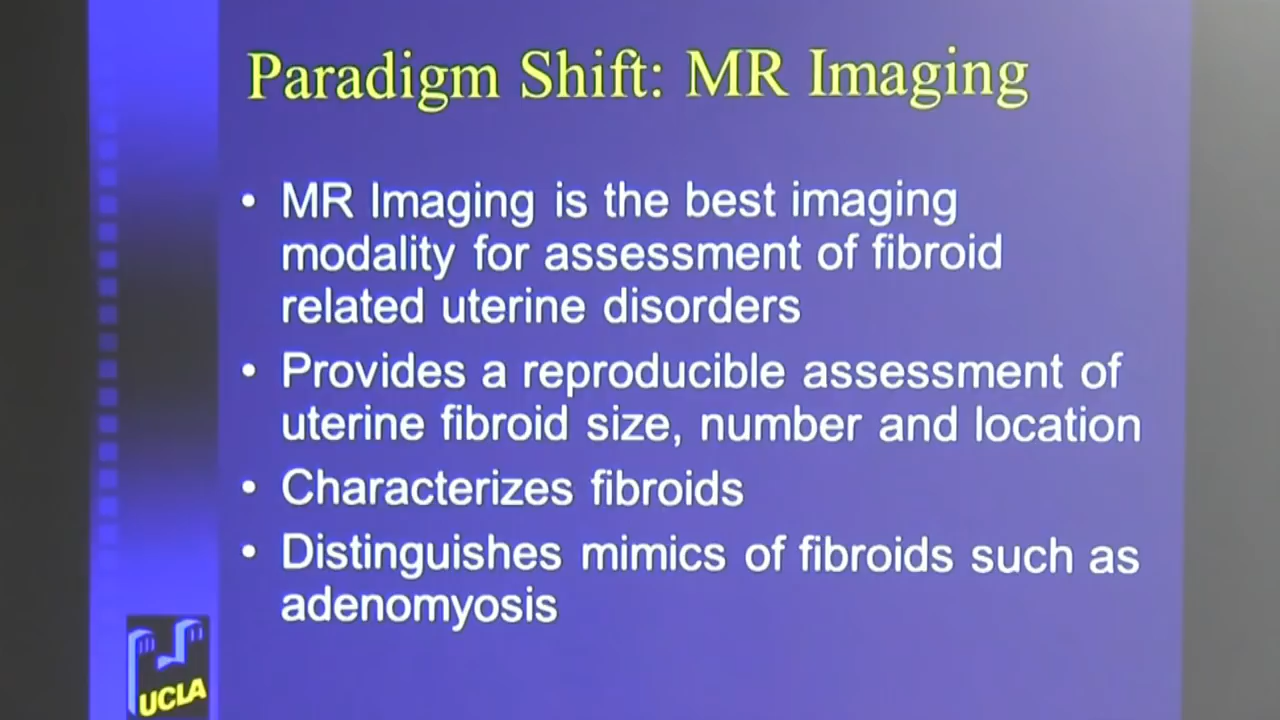 Paradigm Shift: MR Imaging
• MR Imaging is the best imaging
modality for assessment of fibroid
related uterine disorders
• Provides a reproducible assessment of
uterine fibroid size, number and location
• Characterizes fibroids
• Distinguishes mimics of fibroids such as
adenomyosis
UCLA